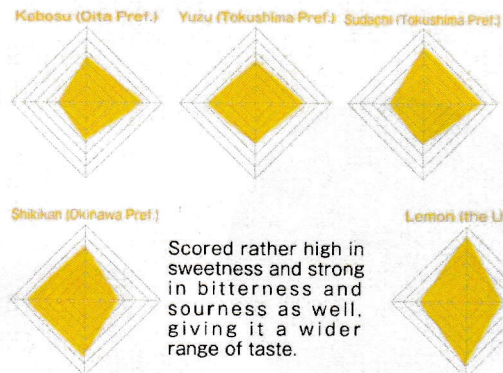 Kabosu (Oita Pref.)
Yuzu (Tokushima Pref.)
Sudachi (Tokushima Pref.)
Shikikan (Okinawa Pref.)
Lemon (the U
Scored rather high in
sweetness and strong
in bitterness and
sourness as well,
giving it a wider
range of taste.